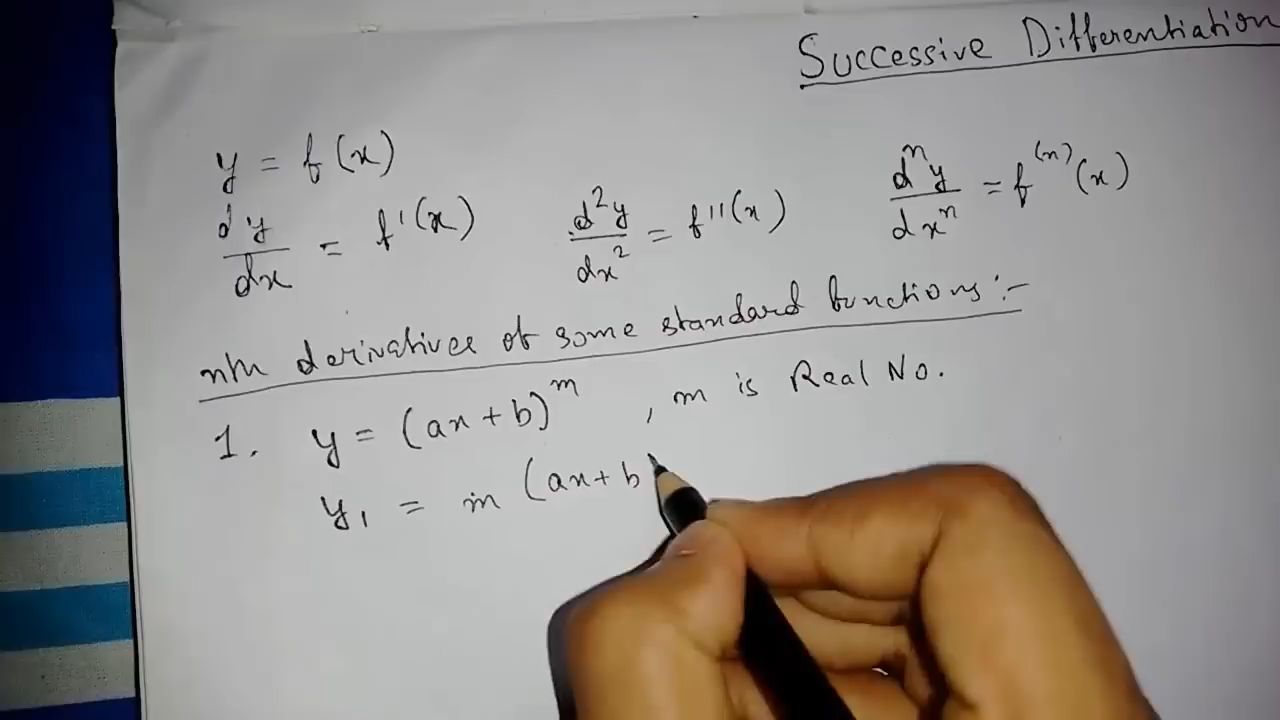 Successive Differentiation
y = f(x)
dy/dx = f'(x) d²y/dx² = f''(x) dⁿy/dxⁿ = f⁽ⁿ⁾(x)
nth derivatives of some standard functions :-
1. y = (ax + b)ᵐ , m is Real No.
y₁ = m (ax + b